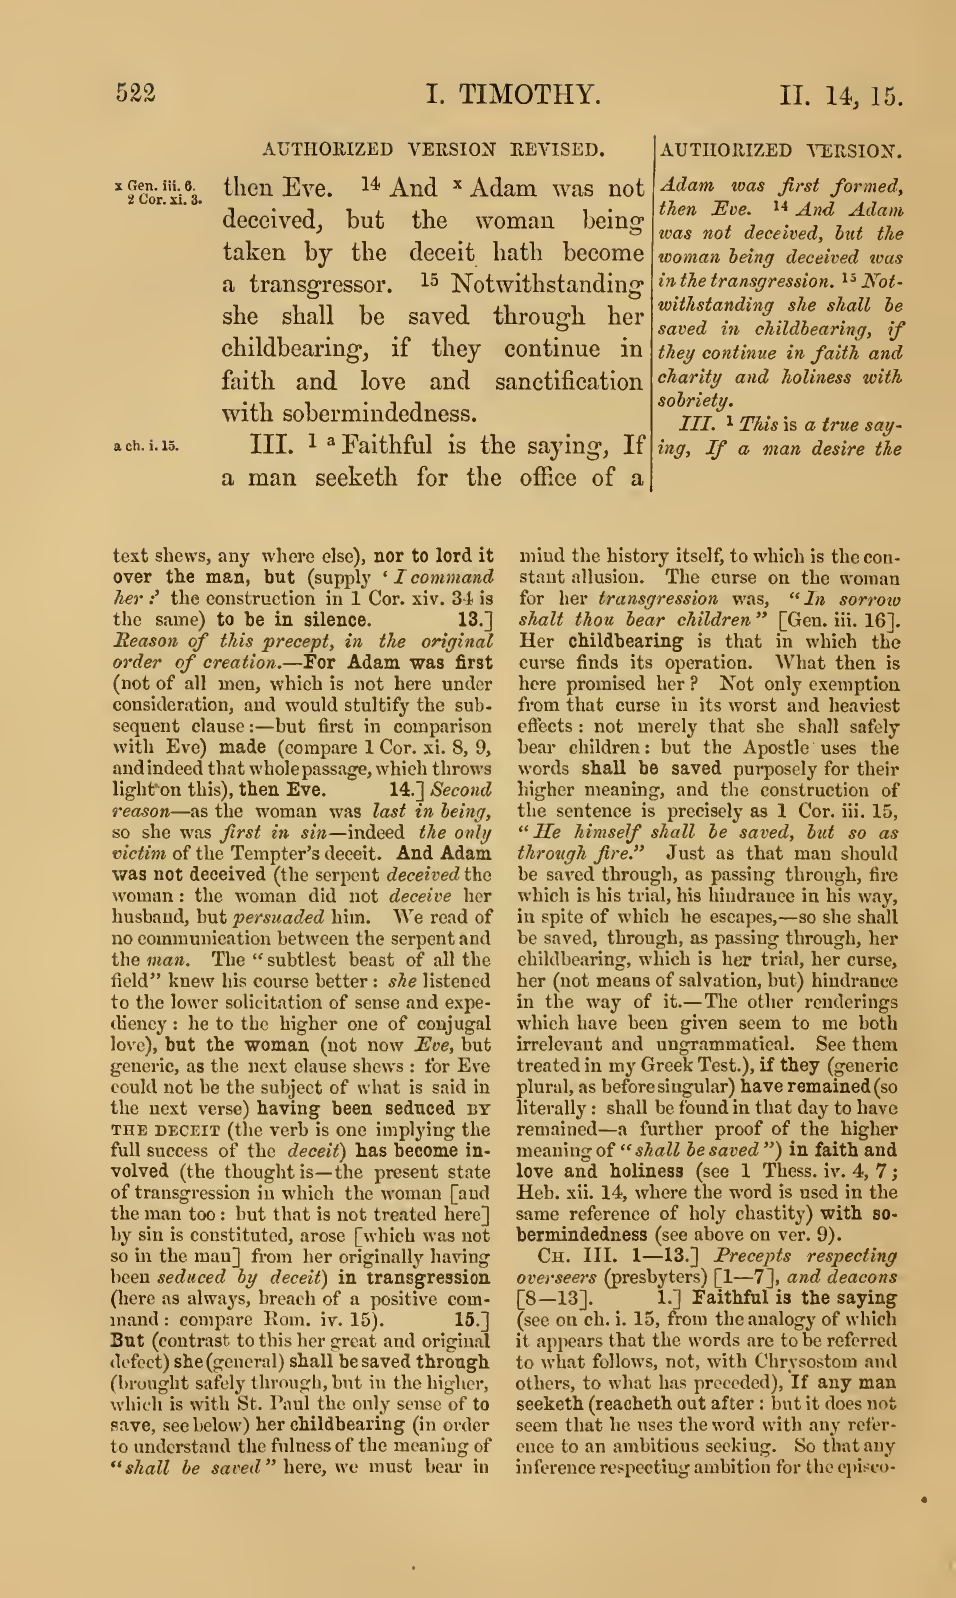 522
I. TIMOTHY.
II. 14, 15.
AUTHORIZED VERSION REVISED.
x Gen. iii. 6.
2 Cor. xi. 3.
then Eve. 14 And x Adam was not
deceived, but the woman being
taken by the deceit hath become
a transgressor. 15 Notwithstanding
she shall be saved through her
childbearing, if they continue in
faith and love and sanctification
with sobermindedness.
a ch. i. 15.
III. 1 a Faithful is the saying, If
a man seeketh for the office of a
AUTHORIZED VERSION.
Adam was first formed,
then Eve. 14 And Adam
was not deceived, but the
woman being deceived was
in the transgression. 15 Not-
withstanding she shall be
saved in childbearing, if
they continue in faith and
charity and holiness with
sobriety.
III. 1 This is a true say-
ing, If a man desire the
text shews, any where else), nor to lord it
over the man, but (supply ‘ I command
her :’ the construction in 1 Cor. xiv. 34 is
the same) to be in silence. 13.]
Reason of this precept, in the original
order of creation.—For Adam was first
(not of all men, which is not here under
consideration, and would stultify the sub-
sequent clause :—but first in comparison
with Eve) made (compare 1 Cor. xi. 8, 9,
and indeed that whole passage, which throws
light on this), then Eve. 14.] Second
reason—as the woman was last in being,
so she was first in sin—indeed the only
victim of the Tempter's deceit. And Adam
was not deceived (the serpent deceived the
woman : the woman did not deceive her
husband, but persuaded him. We read of
no communication between the serpent and
the man. The “subtlest beast of all the
field” knew his course better : she listened
to the lower solicitation of sense and expe-
diency : he to the higher one of conjugal
love), but the woman (not now Eve, but
generic, as the next clause shews : for Eve
could not be the subject of what is said in
the next verse) having been seduced BY
THE DECEIT (the verb is one implying the
full success of the deceit) has become in-
volved (the thought is—the present state
of transgression in which the woman [and
the man too : but that is not treated here]
by sin is constituted, arose [which was not
so in the man] from her originally having
been seduced by deceit) in transgression
(here as always, breach of a positive com-
mand : compare Rom. iv. 15). 15.]
But (contrast to this her great and original
defect) she (general) shall be saved through
(brought safely through, but in the higher,
which is with St. Paul the only sense of to
save, see below) her childbearing (in order
to understand the fulness of the meaning of
“shall be saved” here, we must bear in
mind the history itself, to which is the con-
stant allusion. The curse on the woman
for her transgression was, “In sorrow
shalt thou bear children” [Gen. iii. 16].
Her childbearing is that in which the
curse finds its operation. What then is
here promised her? Not only exemption
from that curse in its worst and heaviest
effects : not merely that she shall safely
bear children : but the Apostle uses the
words shall be saved purposely for their
higher meaning, and the construction of
the sentence is precisely as 1 Cor. iii. 15,
“He himself shall be saved, but so as
through fire.” Just as that man should
be saved through, as passing through, fire
which is his trial, his hindrance in his way,
in spite of which he escapes,—so she shall
be saved, through, as passing through, her
childbearing, which is her trial, her curse,
her (not means of salvation, but) hindrance
in the way of it.—The other renderings
which have been given seem to me both
irrelevant and ungrammatical. See them
treated in my Greek Test.), if they (generic
plural, as before singular) have remained (so
literally : shall be found in that day to have
remained—a further proof of the higher
meaning of “shall be saved”) in faith and
love and holiness (see 1 Thess. iv. 4, 7 ;
Heb. xii. 14, where the word is used in the
same reference of holy chastity) with so-
bermindedness (see above on ver. 9).
CH. III. 1—13.] Precepts respecting
overseers (presbyters) [1—7], and deacons
[8—13]. 1.] Faithful is the saying
(see on ch. i. 15, from the analogy of which
it appears that the words are to be referred
to what follows, not, with Chrysostom and
others, to what has preceded), If any man
seeketh (reacheth out after : but it does not
seem that he uses the word with any refer-
ence to an ambitious seeking. So that any
inference respecting ambition for the episco-